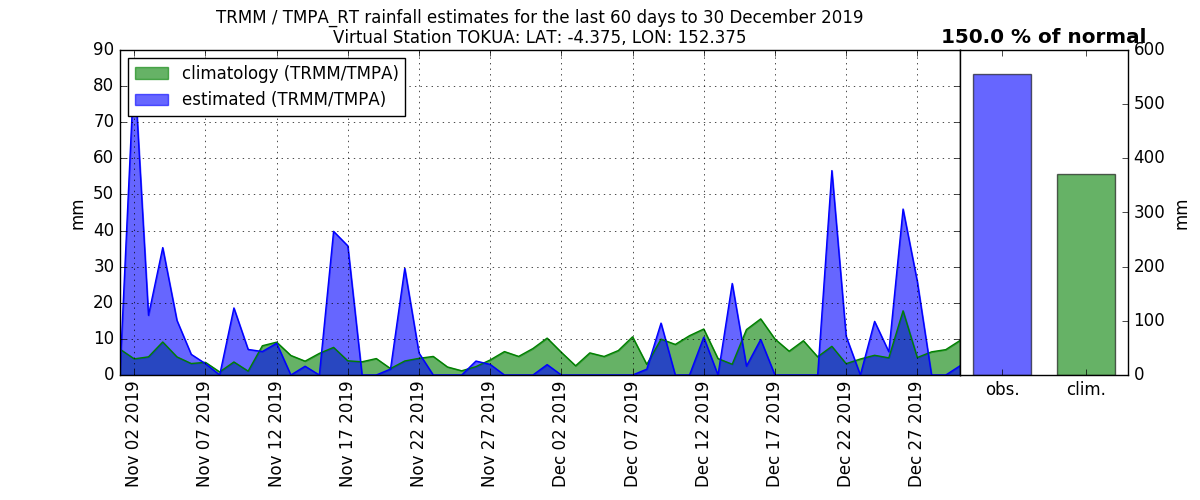 TRMM / TMPA_RT rainfall estimates for the last 60 days to 30 December 2019
Virtual Station TOKUA: LAT: -4.375, LON: 152.375
150.0 % of normal
climatology (TRMM/TMPA)
estimated (TRMM/TMPA)
90
80
70
60
50
40
30
20
10
0
mm
Nov 02 2019
Nov 07 2019
Nov 12 2019
Nov 17 2019
Nov 22 2019
Nov 27 2019
Dec 02 2019
Dec 07 2019
Dec 12 2019
Dec 17 2019
Dec 22 2019
Dec 27 2019
obs.
clim.
600
500
400
300
200
100
0
mm